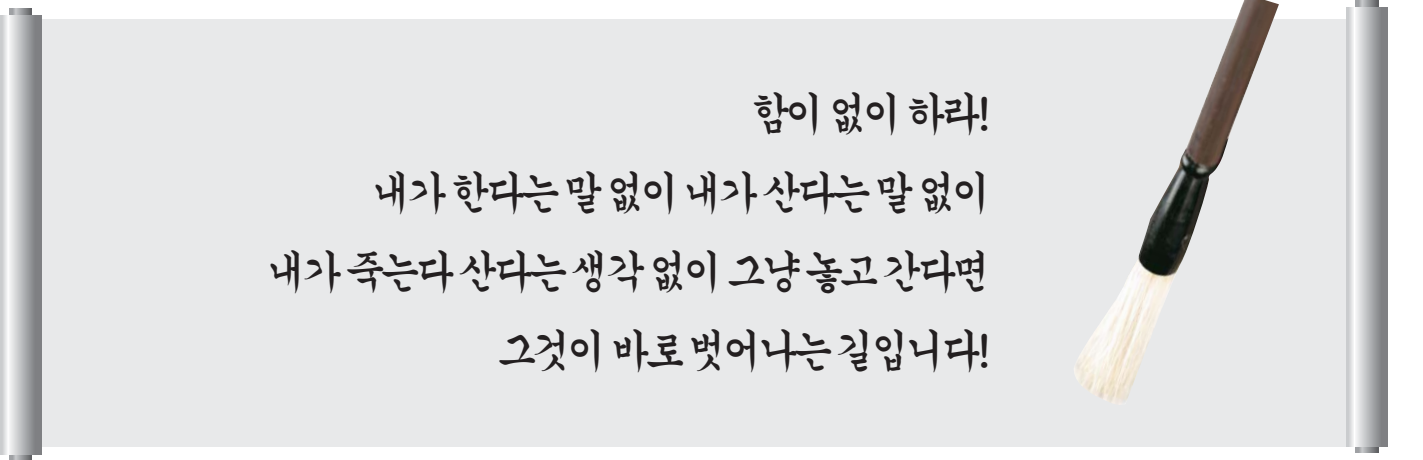 함이 없이 하라!
내가 한다는 말 없이 내가 산다는 말 없이
내가 죽는다 산다는 생각 없이 그냥 놓고 간다면
그것이 바로 벗어나는 길입니다!